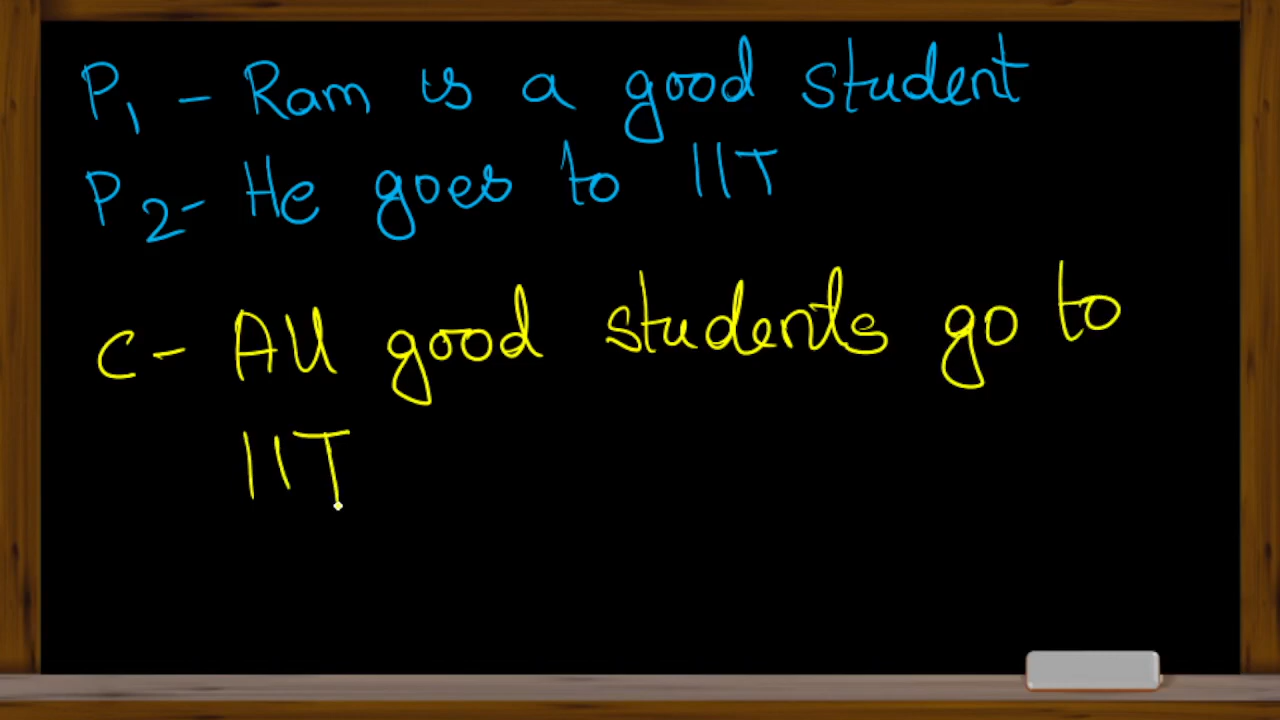 P₁ - Ram is a good student
P₂ - He goes to IIT
C - All good students go to
IIT